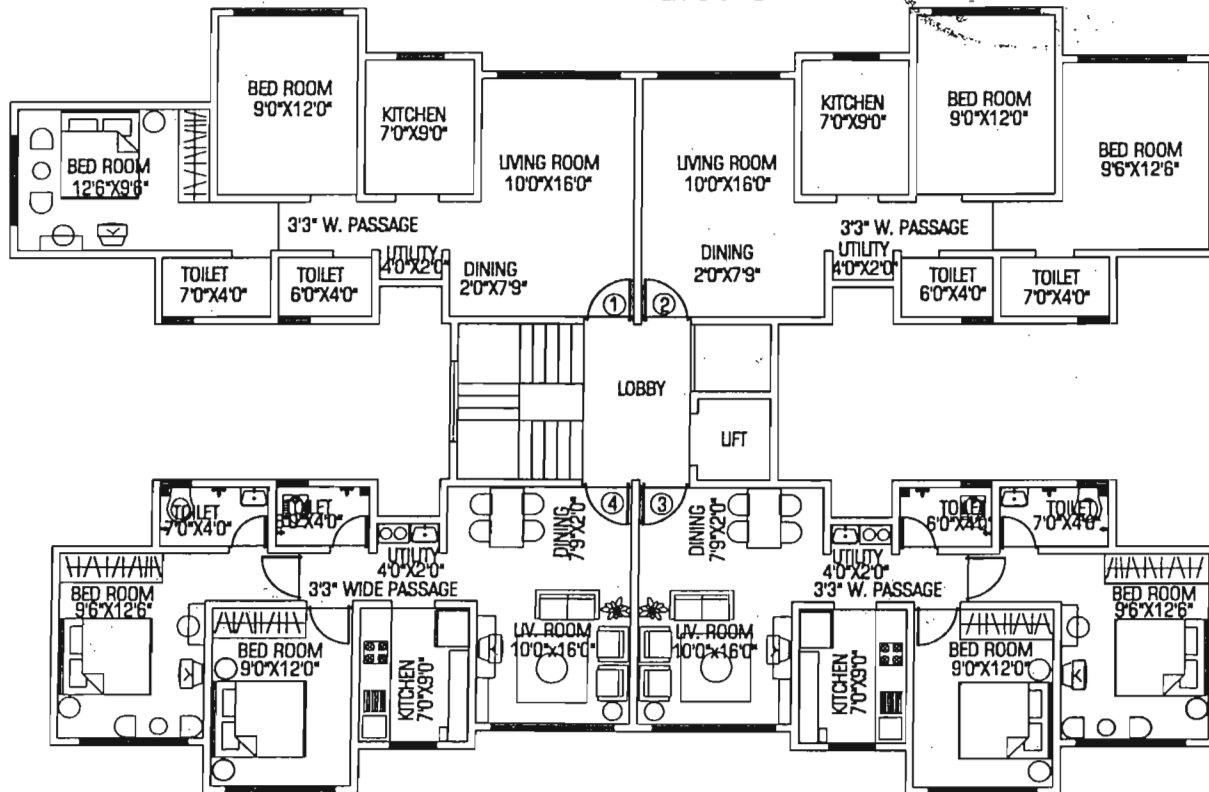 BED ROOM
9'0"X12'0"
KITCHEN
7'0"X9'0"
LIVING ROOM
10'0"X16'0"
LIVING ROOM
10'0"X16'0"
KITCHEN
7'0"X9'0"
BED ROOM
9'0"X12'0"
BED ROOM
9'6"X12'6"
BED ROOM
12'6"X9'6"
3'3" W. PASSAGE
UTILITY
4'0"X2'0"
DINING
2'0"X7'9"
DINING
2'0"X7'9"
3'3" W. PASSAGE
UTILITY
4'0"X2'0"
TOILET
7'0"X4'0"
TOILET
6'0"X4'0"
TOILET
6'0"X4'0"
TOILET
7'0"X4'0"
1
2
LOBBY
LIFT
4
3
TOILET
7'0"X4'0"
TOILET
DINING
7'9"X2'0"
DINING
7'9"X2'0"
TOILET
6'0"X4'0"
TOILET
7'0"X4'0"
UTILITY
4'0"X2'0"
3'3" WIDE PASSAGE
UTILITY
4'0"X2'0"
3'3" W. PASSAGE
BED ROOM
9'6"X12'6"
BED ROOM
9'0"X12'0"
KITCHEN
7'0"X9'0"
LIV. ROOM
10'0"x16'0"
LIV. ROOM
10'0"x16'0"
KITCHEN
7'0"X9'0"
BED ROOM
9'0"X12'0"
BED ROOM
9'6"X12'6"